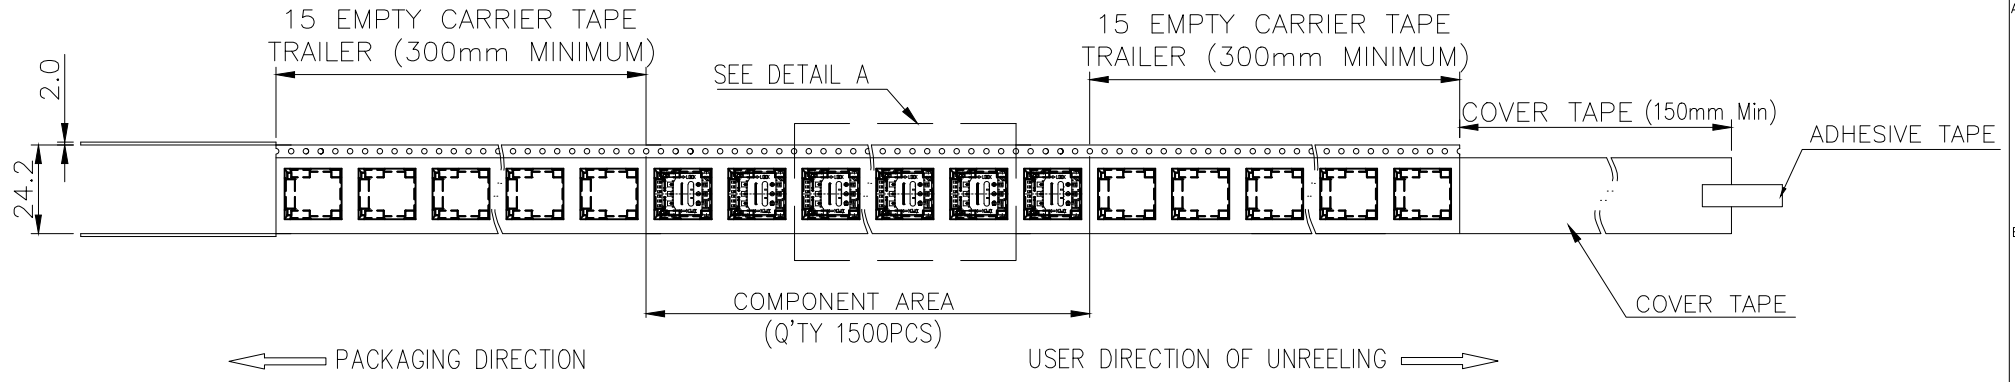 15 EMPTY CARRIER TAPE
TRAILER (300mm MINIMUM)
15 EMPTY CARRIER TAPE
TRAILER (300mm MINIMUM)
2.0
SEE DETAIL A
COVER TAPE (150mm Min)
ADHESIVE TAPE
24.2
COMPONENT AREA
(Q'TY 1500PCS)
COVER TAPE
PACKAGING DIRECTION
USER DIRECTION OF UNREELING